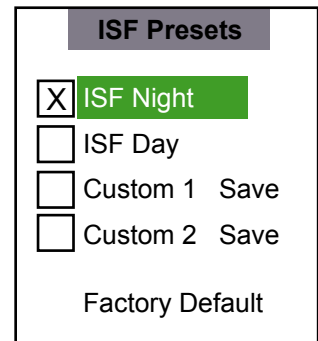 ISF Presets
X ISF Night
ISF Day
Custom 1 Save
Custom 2 Save
Factory Default